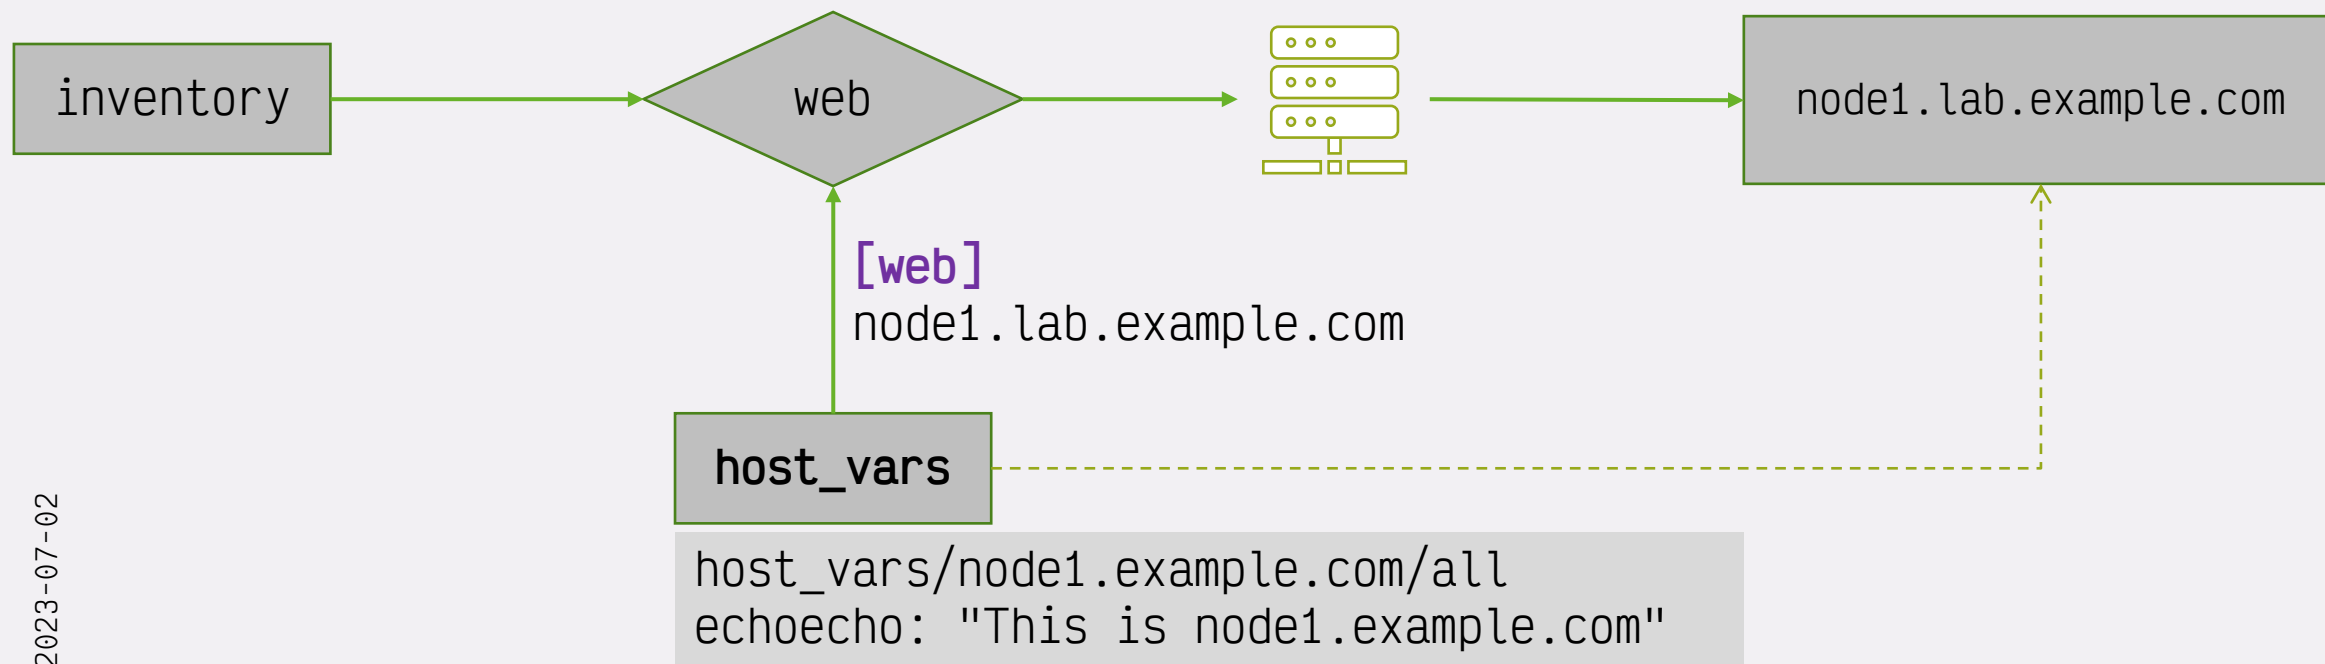 inventory
web
node1.lab.example.com
[web]
node1.lab.example.com
host_vars
host_vars/node1.example.com/all
echoecho: "This is node1.example.com"
2023-07-02